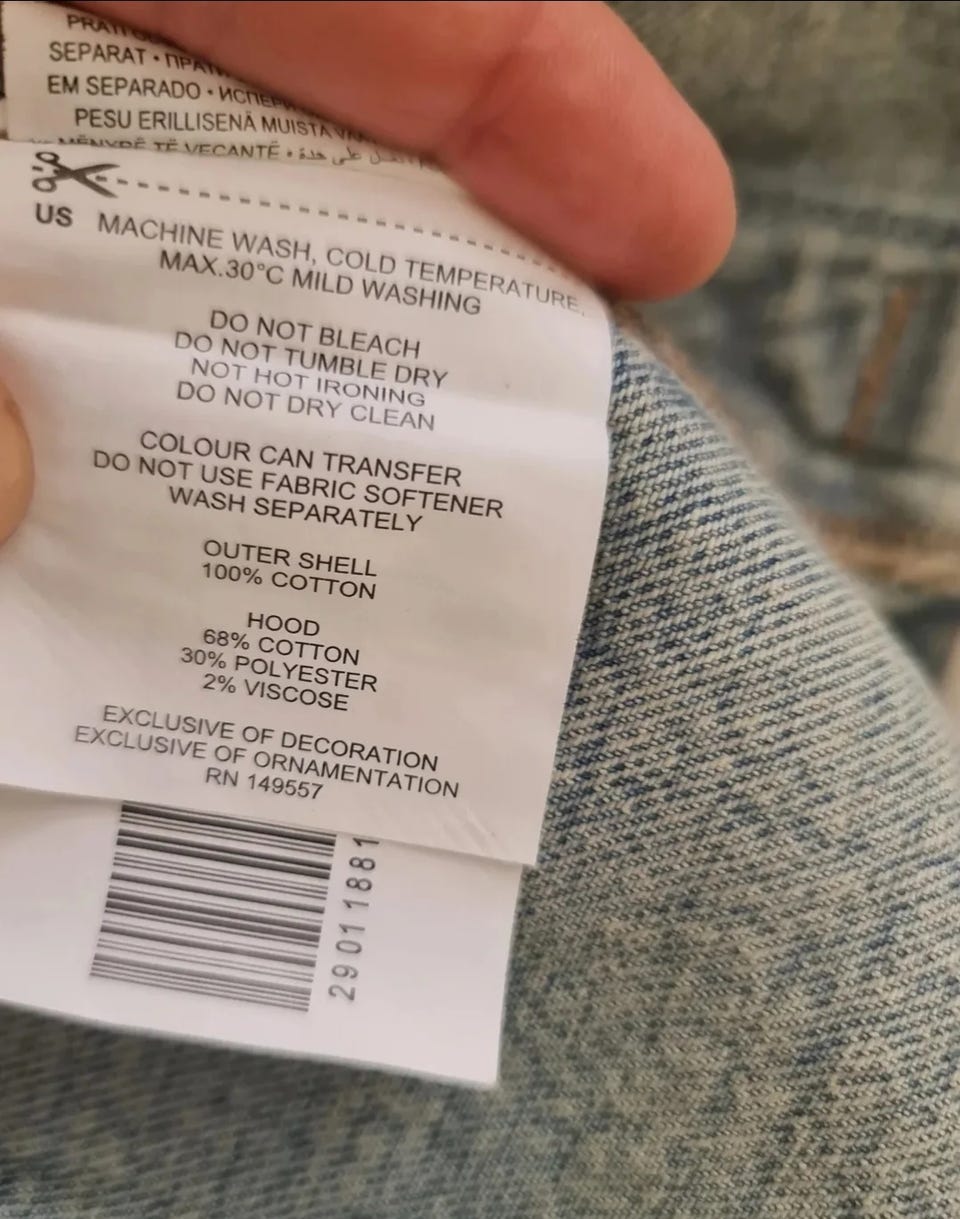 SEPARAT •
EM SEPARADO •
PESU ERILLISENÄ MUISTA
MËNYRË TË VECANTË •
US MACHINE WASH, COLD TEMPERATURE,
MAX.30°C MILD WASHING
DO NOT BLEACH
DO NOT TUMBLE DRY
NOT HOT IRONING
DO NOT DRY CLEAN
COLOUR CAN TRANSFER
DO NOT USE FABRIC SOFTENER
WASH SEPARATELY
OUTER SHELL
100% COTTON
HOOD
68% COTTON
30% POLYESTER
2% VISCOSE
EXCLUSIVE OF DECORATION
EXCLUSIVE OF ORNAMENTATION
RN 149557
29011881